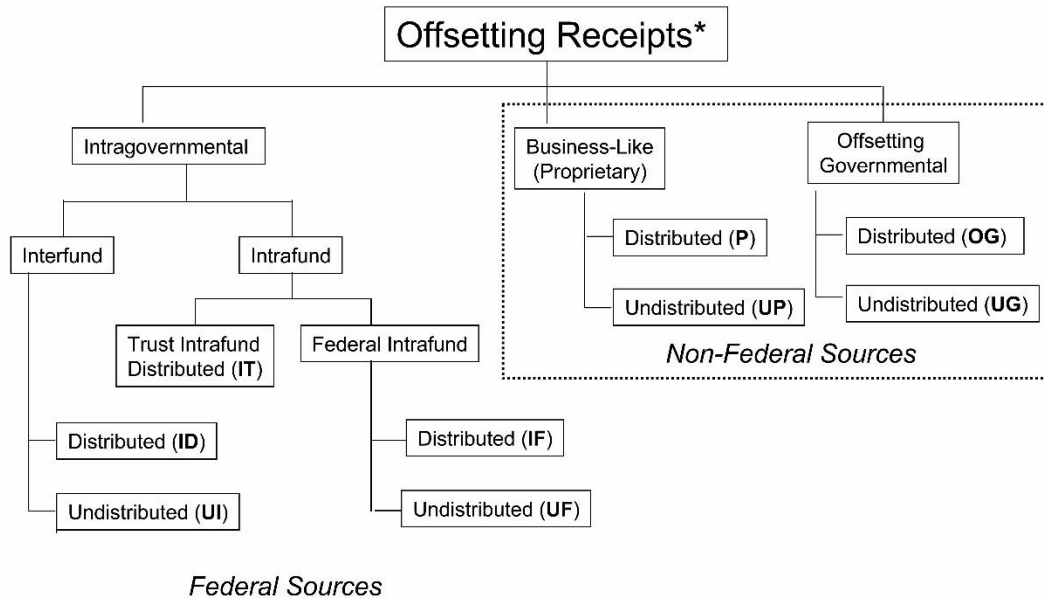 Offsetting Receipts*
Intragovernmental
Business-Like
(Proprietary)
Offsetting
Governmental
Interfund
Intrafund
Distributed (P)
Distributed (OG)
Undistributed (UP)
Undistributed (UG)
Trust Intrafund
Distributed (IT)
Federal Intrafund
Non-Federal Sources
Distributed (ID)
Distributed (IF)
Undistributed (UI)
Undistributed (UF)
Federal Sources